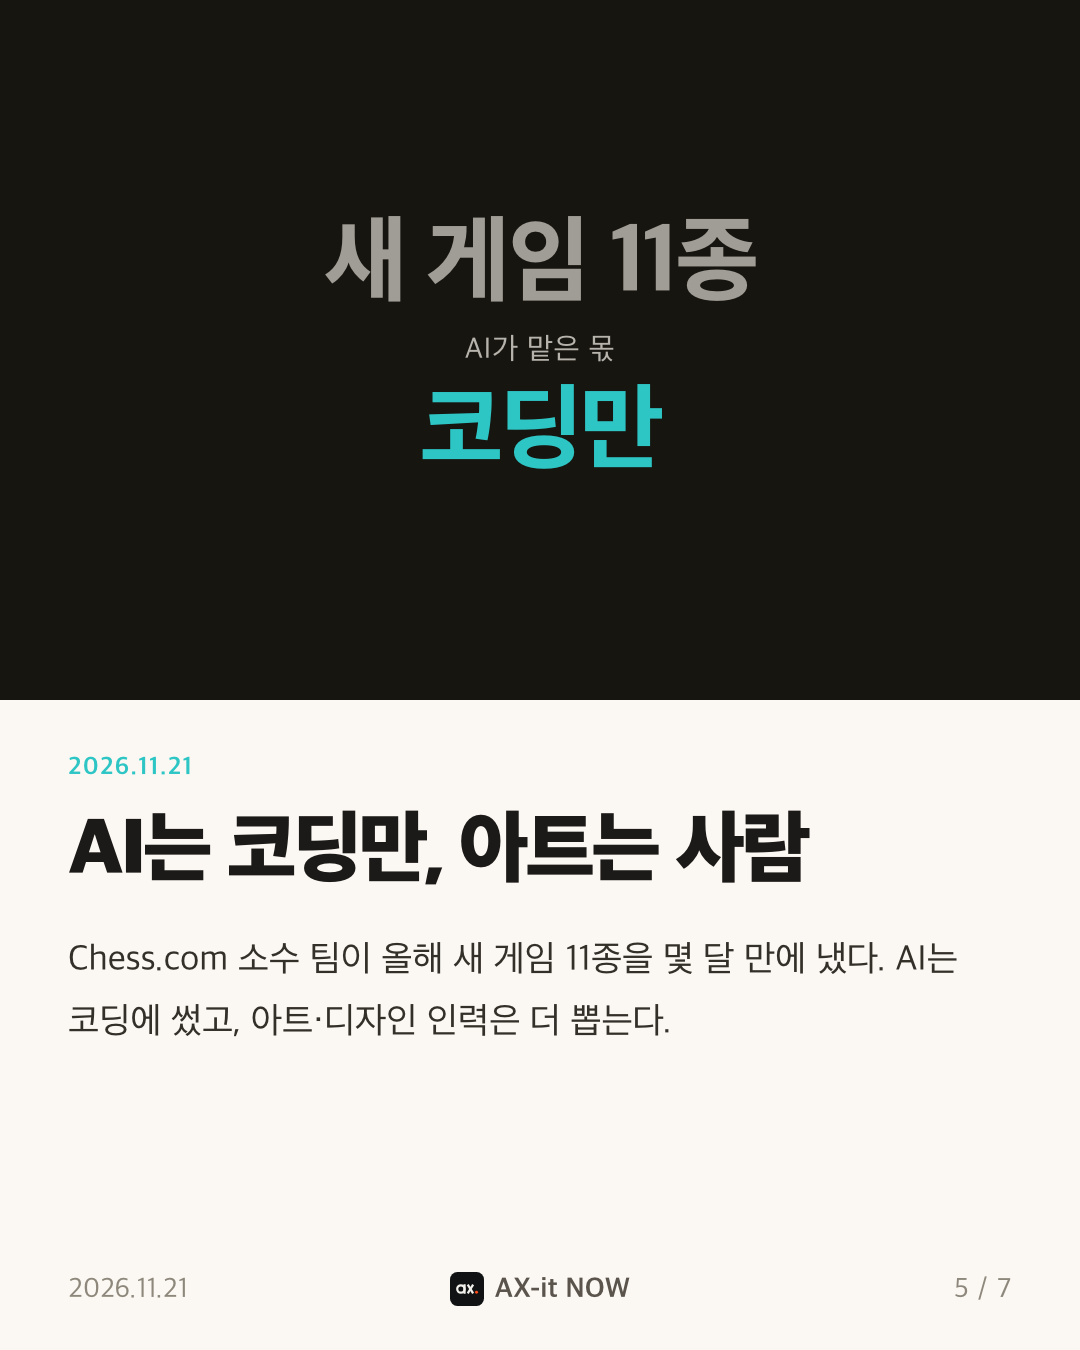 새 게임 11종
AI가 맡은 몫
코딩만
2026.11.21
AI는 코딩만, 아트는 사람
Chess.com 소수 팀이 올해 새 게임 11종을 몇 달 만에 냈다. AI는
코딩에 썼고, 아트·디자인 인력은 더 뽑는다.
2026.11.21
ax. AX-it NOW
5 / 7